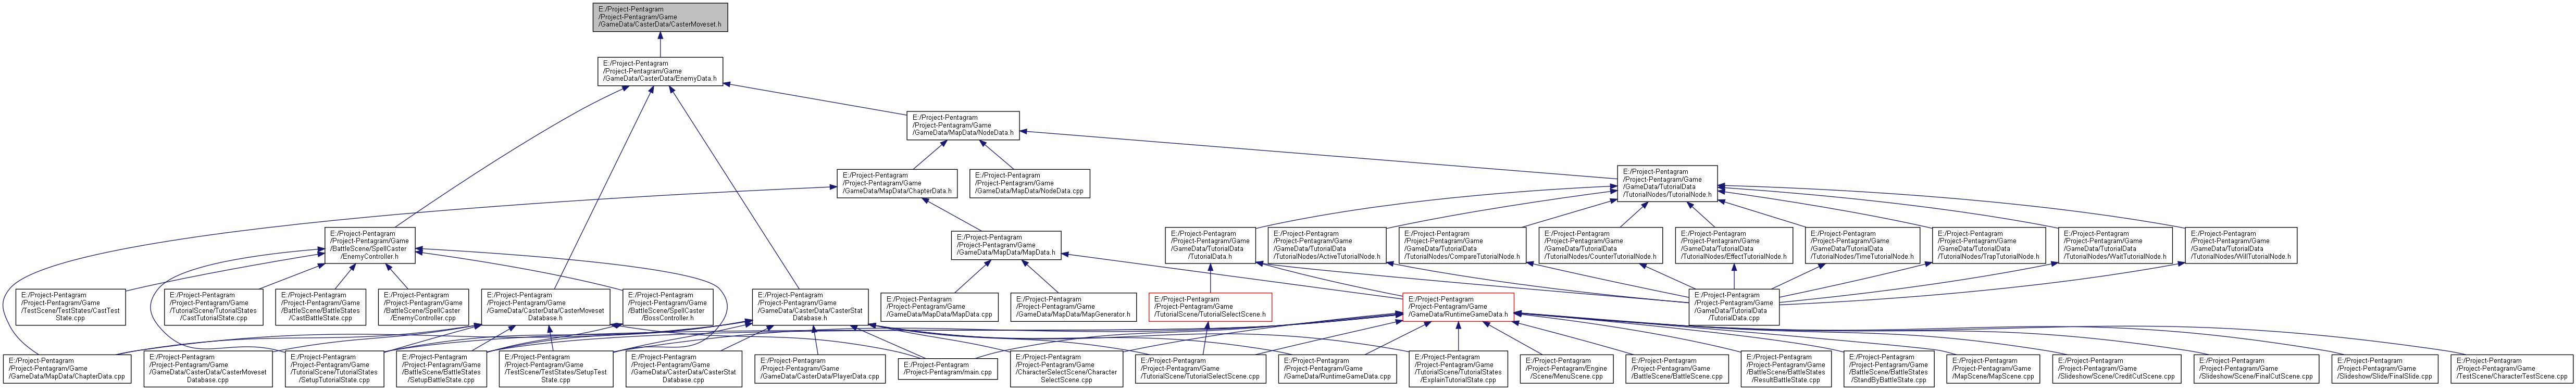 E:/Project-Pentagram
/Project-Pentagram/Game
/GameData/CasterData/CasterMoveset.h
E:/Project-Pentagram
/Project-Pentagram/Game
/GameData/CasterData/EnemyData.h
E:/Project-Pentagram
/Project-Pentagram/Game
/GameData/MapData/NodeData.h
E:/Project-Pentagram
/Project-Pentagram/Game
/GameData/MapData/ChapterData.h
E:/Project-Pentagram
/Project-Pentagram/Game
/GameData/MapData/NodeData.cpp
E:/Project-Pentagram
/Project-Pentagram/Game
/GameData/TutorialData
/TutorialNodes/TutorialNode.h
E:/Project-Pentagram
/Project-Pentagram/Game
/BattleScene/SpellCaster
/EnemyController.h
E:/Project-Pentagram
/Project-Pentagram/Game
/GameData/MapData/MapData.h
E:/Project-Pentagram
/Project-Pentagram/Game
/GameData/TutorialData
/TutorialData.h
E:/Project-Pentagram
/Project-Pentagram/Game
/GameData/TutorialData
/TutorialNodes/ActiveTutorialNode.h
E:/Project-Pentagram
/Project-Pentagram/Game
/GameData/TutorialData
/TutorialNodes/CompareTutorialNode.h
E:/Project-Pentagram
/Project-Pentagram/Game
/GameData/TutorialData
/TutorialNodes/CounterTutorialNode.h
E:/Project-Pentagram
/Project-Pentagram/Game
/GameData/TutorialData
/TutorialNodes/EffectTutorialNode.h
E:/Project-Pentagram
/Project-Pentagram/Game
/GameData/TutorialData
/TutorialNodes/TimeTutorialNode.h
E:/Project-Pentagram
/Project-Pentagram/Game
/GameData/TutorialData
/TutorialNodes/TrapTutorialNode.h
E:/Project-Pentagram
/Project-Pentagram/Game
/GameData/TutorialData
/TutorialNodes/WaitTutorialNode.h
E:/Project-Pentagram
/Project-Pentagram/Game
/GameData/TutorialData
/TutorialNodes/WillTutorialNode.h
E:/Project-Pentagram
/Project-Pentagram/Game
/TestScene/TestStates/CastTest
State.cpp
E:/Project-Pentagram
/Project-Pentagram/Game
/TutorialScene/TutorialStates
/CastTutorialState.cpp
E:/Project-Pentagram
/Project-Pentagram/Game
/BattleScene/BattleStates
/CastBattleState.cpp
E:/Project-Pentagram
/Project-Pentagram/Game
/BattleScene/SpellCaster
/EnemyController.cpp
E:/Project-Pentagram
/Project-Pentagram/Game
/GameData/CasterData/CasterMoveset
Database.h
E:/Project-Pentagram
/Project-Pentagram/Game
/BattleScene/SpellCaster
/BossController.h
E:/Project-Pentagram
/Project-Pentagram/Game
/GameData/CasterData/CasterStat
Database.h
E:/Project-Pentagram
/Project-Pentagram/Game
/GameData/MapData/MapData.cpp
E:/Project-Pentagram
/Project-Pentagram/Game
/GameData/MapData/MapGenerator.h
E:/Project-Pentagram
/Project-Pentagram/Game
/TutorialScene/TutorialSelectScene.h
E:/Project-Pentagram
/Project-Pentagram/Game
/GameData/RuntimeGameData.h
E:/Project-Pentagram
/Project-Pentagram/Game
/GameData/TutorialData
/TutorialData.cpp
E:/Project-Pentagram
/Project-Pentagram/Game
/GameData/MapData/ChapterData.cpp
E:/Project-Pentagram
/Project-Pentagram/Game
/GameData/CasterData/CasterMoveset
Database.cpp
E:/Project-Pentagram
/Project-Pentagram/Game
/TutorialScene/TutorialStates
/SetupTutorialState.cpp
E:/Project-Pentagram
/Project-Pentagram/Game
/BattleScene/BattleStates
/SetupBattleState.cpp
E:/Project-Pentagram
/Project-Pentagram/Game
/TestScene/TestStates/SetupTest
State.cpp
E:/Project-Pentagram
/Project-Pentagram/Game
/GameData/CasterData/CasterStat
Database.cpp
E:/Project-Pentagram
/Project-Pentagram/Game
/GameData/CasterData/PlayerData.cpp
E:/Project-Pentagram
/Project-Pentagram/main.cpp
E:/Project-Pentagram
/Project-Pentagram/Game
/CharacterSelectScene/Character
SelectScene.cpp
E:/Project-Pentagram
/Project-Pentagram/Game
/TutorialScene/TutorialSelectScene.cpp
E:/Project-Pentagram
/Project-Pentagram/Game
/GameData/RuntimeGameData.cpp
E:/Project-Pentagram
/Project-Pentagram/Game
/TutorialScene/TutorialStates
/ExplainTutorialState.cpp
E:/Project-Pentagram
/Project-Pentagram/Engine
/Scene/MenuScene.cpp
E:/Project-Pentagram
/Project-Pentagram/Game
/BattleScene/BattleScene.cpp
E:/Project-Pentagram
/Project-Pentagram/Game
/BattleScene/BattleStates
/ResultBattleState.cpp
E:/Project-Pentagram
/Project-Pentagram/Game
/BattleScene/BattleStates
/StandByBattleState.cpp
E:/Project-Pentagram
/Project-Pentagram/Game
/MapScene/MapScene.cpp
E:/Project-Pentagram
/Project-Pentagram/Game
/Slideshow/Scene/CreditCutScene.cpp
E:/Project-Pentagram
/Project-Pentagram/Game
/Slideshow/Scene/FinalCutScene.cpp
E:/Project-Pentagram
/Project-Pentagram/Game
/Slideshow/Slide/FinalSlide.cpp
E:/Project-Pentagram
/Project-Pentagram/Game
/TestScene/CharacterTestScene.cpp